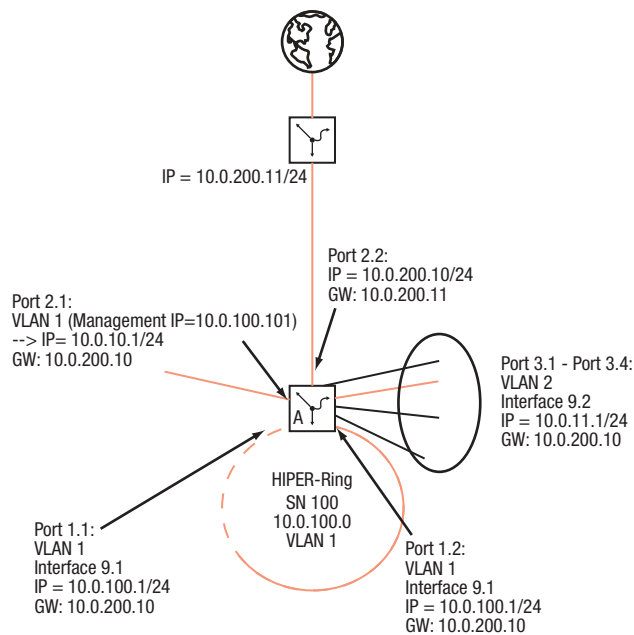 IP = 10.0.200.11/24
Port 2.2:
IP = 10.0.200.10/24
GW: 10.0.200.11
Port 2.1:
VLAN 1 (Management IP=10.0.100.101)
--> IP= 10.0.10.1/24
GW: 10.0.200.10
Port 3.1 - Port 3.4:
VLAN 2
Interface 9.2
IP = 10.0.11.1/24
GW: 10.0.200.10
A
HIPER-Ring
SN 100
10.0.100.0
VLAN 1
Port 1.1:
VLAN 1
Interface 9.1
IP = 10.0.100.1/24
GW: 10.0.200.10
Port 1.2:
VLAN 1
Interface 9.1
IP = 10.0.100.1/24
GW: 10.0.200.10